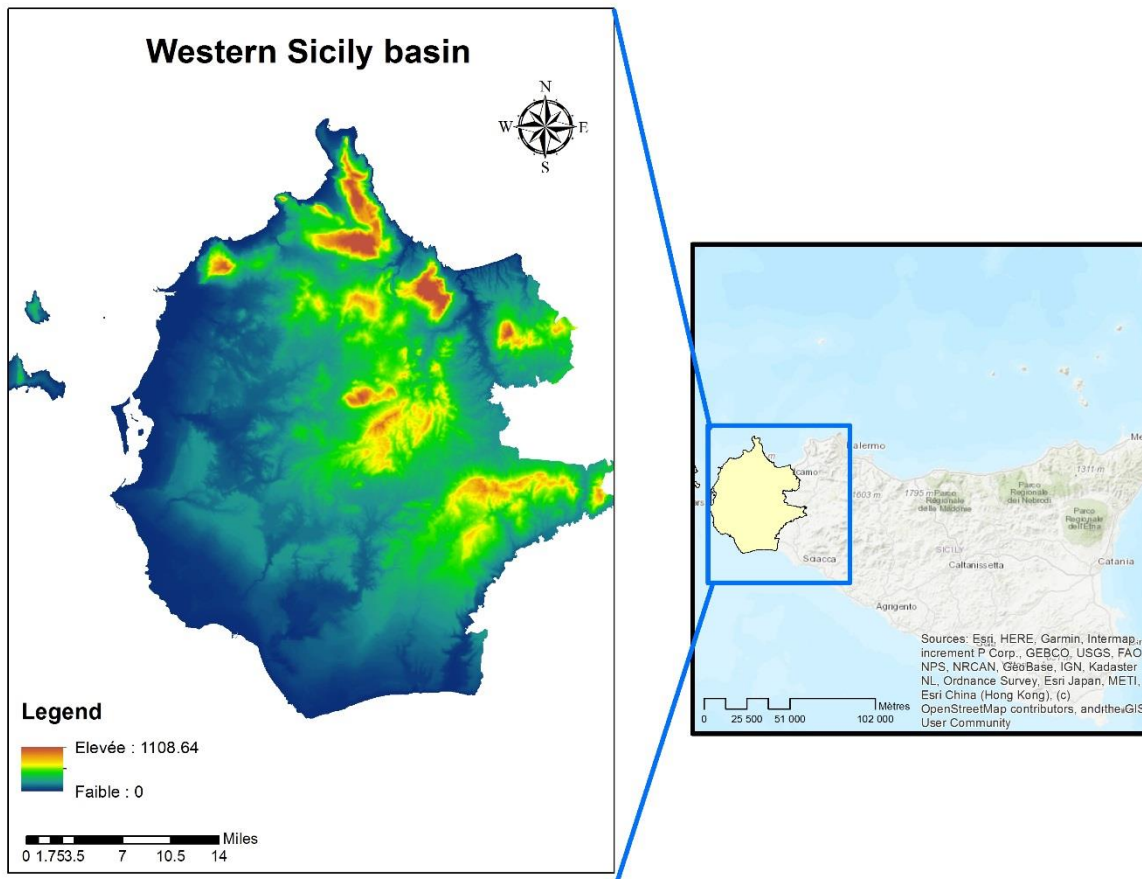 Western Sicily basin
N
W
E
S
Legend
Elevée : 1108.64
Faible : 0
Miles
0 1.753.5 7 10.5 14
Palermo
1311 m
1603 m
1795 m
Parco
Regionale
della Madonie
Parco
Regionale
dei Nebrodi
Parco
Regionale
dell'Etna
SICILY
Catania
Caltanissetta
Sciacca
Agrigento
Sources: Esri, HERE, Garmin, Intermap,
increment P Corp., GEBCO, USGS, FAO,
NPS, NRCAN, GeoBase, IGN, Kadaster
NL, Ordnance Survey, Esri Japan, METI,
Esri China (Hong Kong), (c)
OpenStreetMap contributors, and the GIS
User Community
Mètres
0 25 500 51 000 102 000